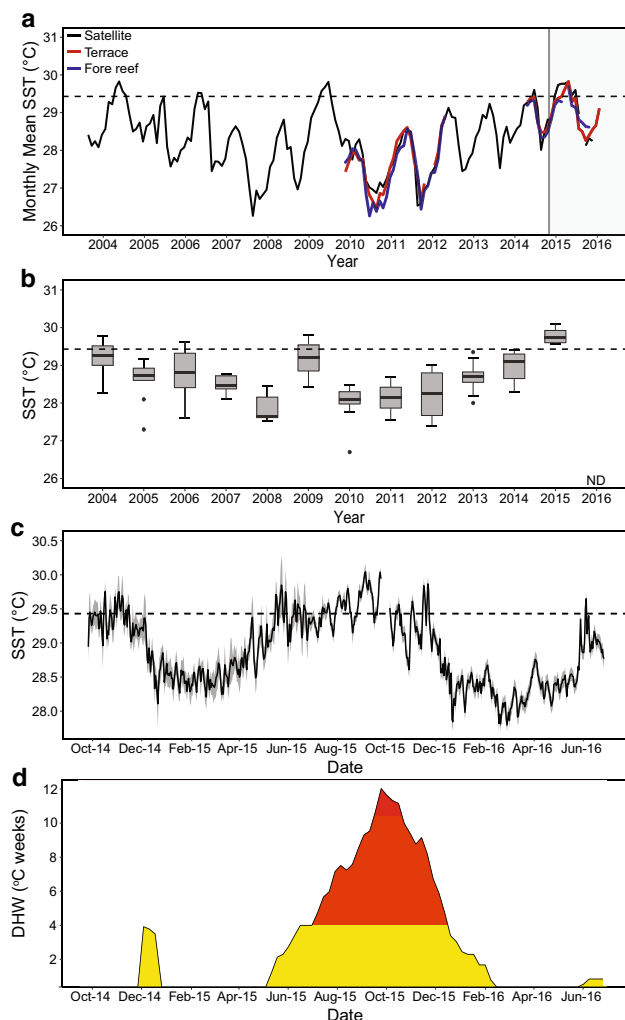 a
Satellite
Terrace
Fore reef
Monthly Mean SST (°C)
31
30
29
28
27
26
2004 2005 2006 2007 2008 2009 2010 2011 2012 2013 2014 2015 2016
Year
b
SST (°C)
31
30
29
28
27
26
ND
2004 2005 2006 2007 2008 2009 2010 2011 2012 2013 2014 2015 2016
Year
c
SST (°C)
30.5
30.0
29.5
29.0
28.5
28.0
Oct-14 Dec-14 Feb-15 Apr-15 Jun-15 Aug-15 Oct-15 Dec-15 Feb-16 Apr-16 Jun-16
Date
d
DHW (°C weeks)
12
10
8
6
4
2
Oct-14 Dec-14 Feb-15 Apr-15 Jun-15 Aug-15 Oct-15 Dec-15 Feb-16 Apr-16 Jun-16
Date